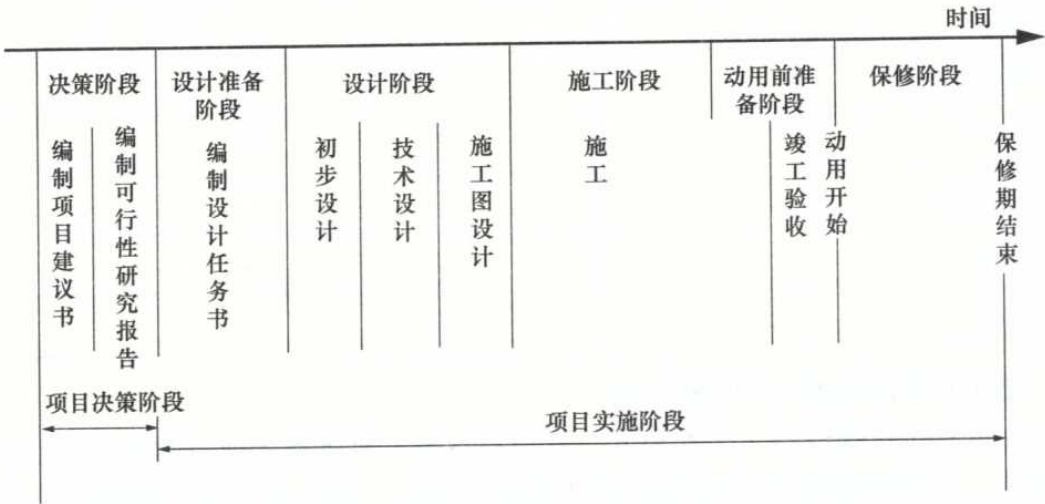 时间
决策阶段
设计准备
阶段
设计阶段
施工阶段
动用前准
备阶段
保修阶段
编制项目建议书
编制可行性研究报告
编制设计任务书
初步设计
技术设计
施工图设计
施工
竣工验收
动用开始
保修期结束
项目决策阶段
项目实施阶段